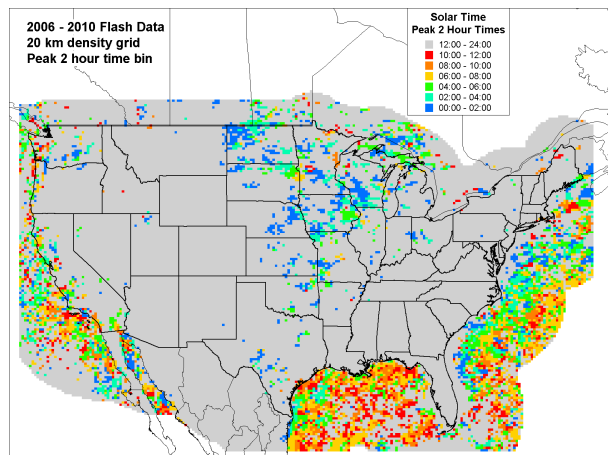 2006 - 2010 Flash Data
20 km density grid
Peak 2 hour time bin
Solar Time
Peak 2 Hour Times
12:00 - 24:00
10:00 - 12:00
08:00 - 10:00
06:00 - 08:00
04:00 - 06:00
02:00 - 04:00
00:00 - 02:00